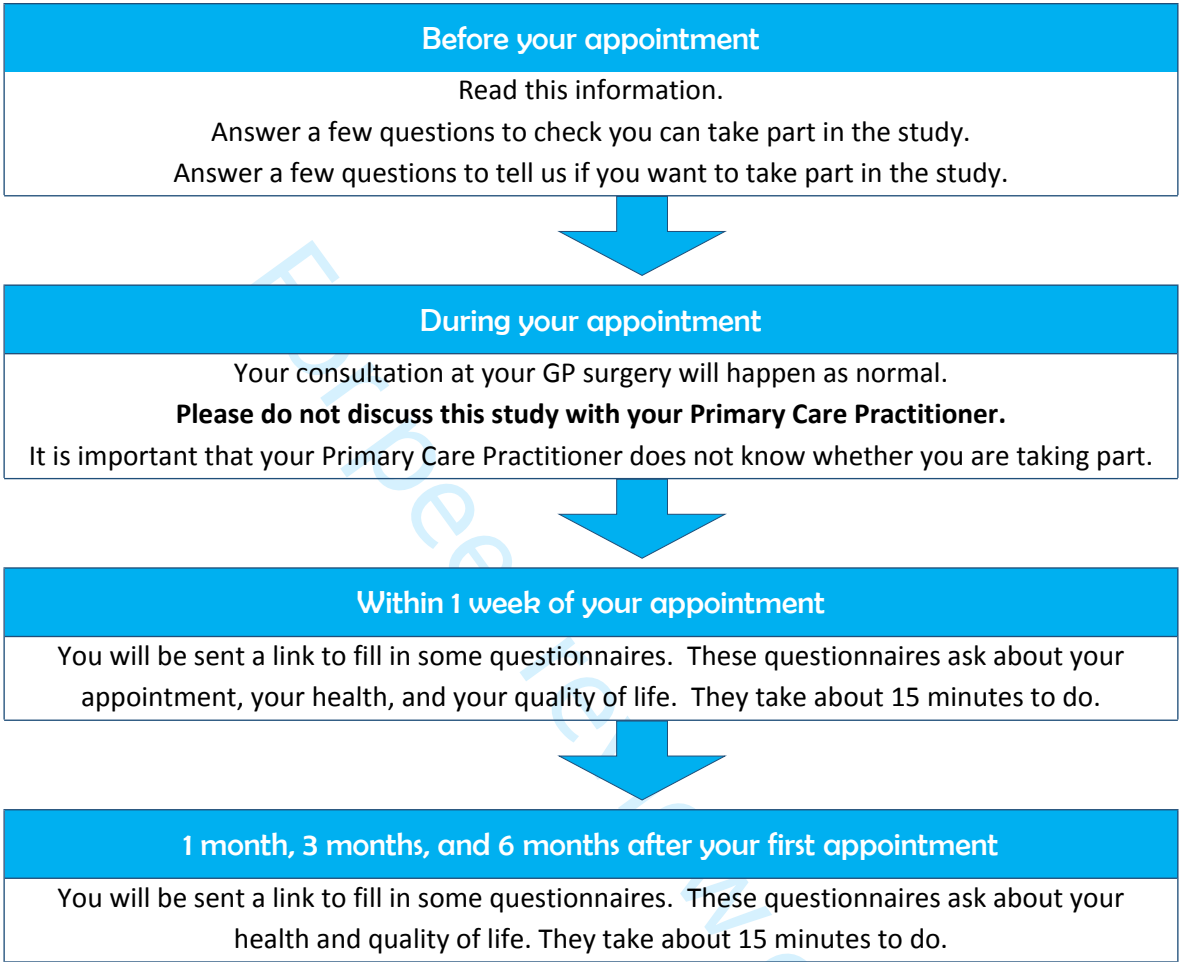 Before your appointment
Read this information.
Answer a few questions to check you can take part in the study.
Answer a few questions to tell us if you want to take part in the study.
During your appointment
Your consultation at your GP surgery will happen as normal.
Please do not discuss this study with your Primary Care Practitioner.
It is important that your Primary Care Practitioner does not know whether you are taking part.
Within 1 week of your appointment
You will be sent a link to fill in some questionnaires.  These questionnaires ask about your
appointment, your health, and your quality of life.  They take about 15 minutes to do.
1 month, 3 months, and 6 months after your first appointment
You will be sent a link to fill in some questionnaires.  These questionnaires ask about your
health and quality of life. They take about 15 minutes to do.
For pee